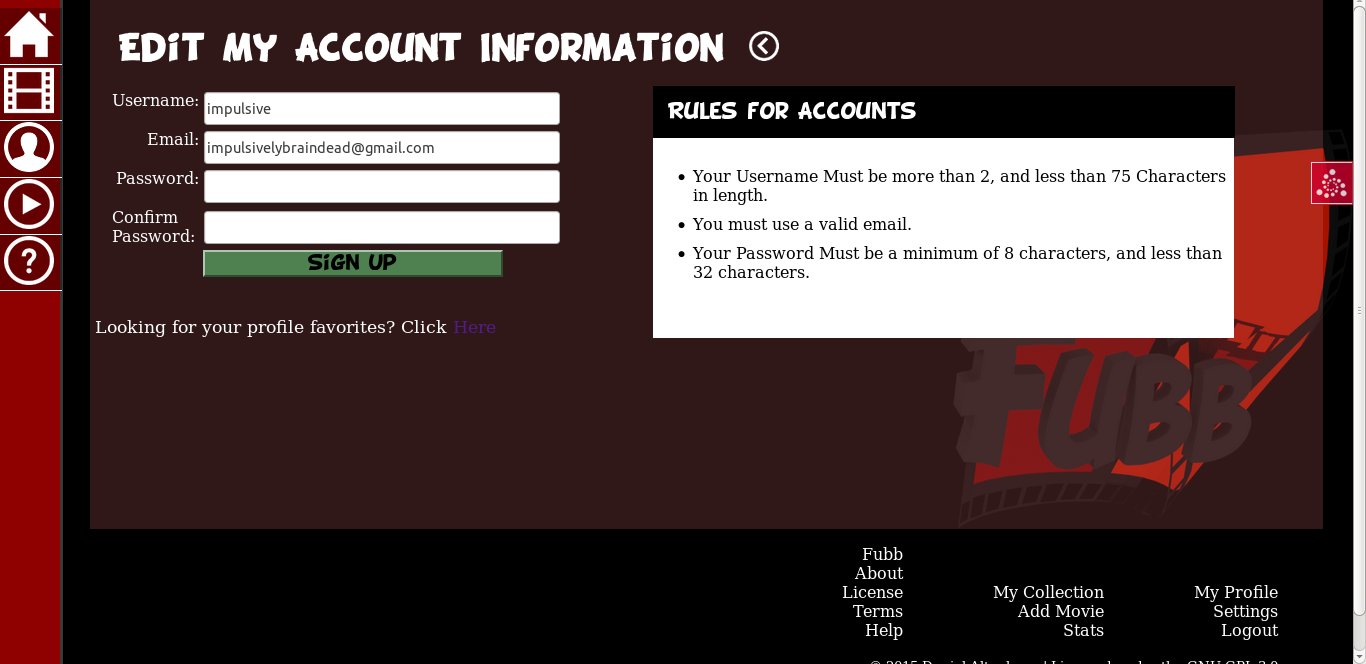 Edit my Account Information
Username:
impulsive
Email:
impulsivelybraindead@gmail.com
Password:
Confirm
Password:
Sign Up
Looking for your profile favorites? Click Here
Rules for Accounts
• Your Username Must be more than 2, and less than 75 Characters
in length.
• You must use a valid email.
• Your Password Must be a minimum of 8 characters, and less than
32 characters.
Fubb
Fubb
About
License
Terms
Help
My Collection
Add Movie
Stats
My Profile
Settings
Logout